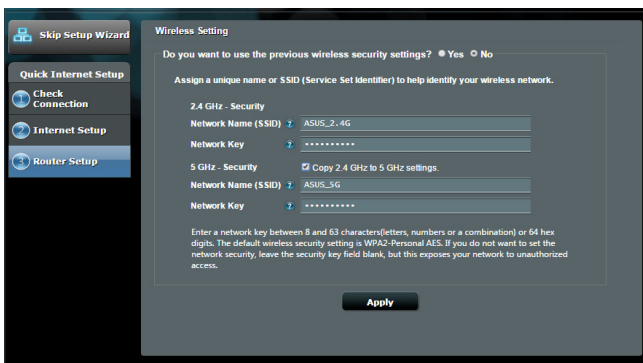 Skip Setup Wizard
Quick Internet Setup
1 Check
Connection
2 Internet Setup
3 Router Setup
Wireless Setting
Do you want to use the previous wireless security settings? Yes No
Assign a unique name or SSID (Service Set Identifier) to help identify your wireless network.
2.4 GHz - Security
Network Name (SSID) ? ASUS_2.4G
Network Key ? ••••••••••
5 GHz - Security Copy 2.4 GHz to 5 GHz settings.
Network Name (SSID) ? ASUS_5G
Network Key ? ••••••••••
Enter a network key between 8 and 63 characters(letters, numbers or a combination) or 64 hex
digits. The default wireless security setting is WPA2-Personal AES. If you do not want to set the
network security, leave the security key field blank, but this exposes your network to unauthorized
access.
Apply